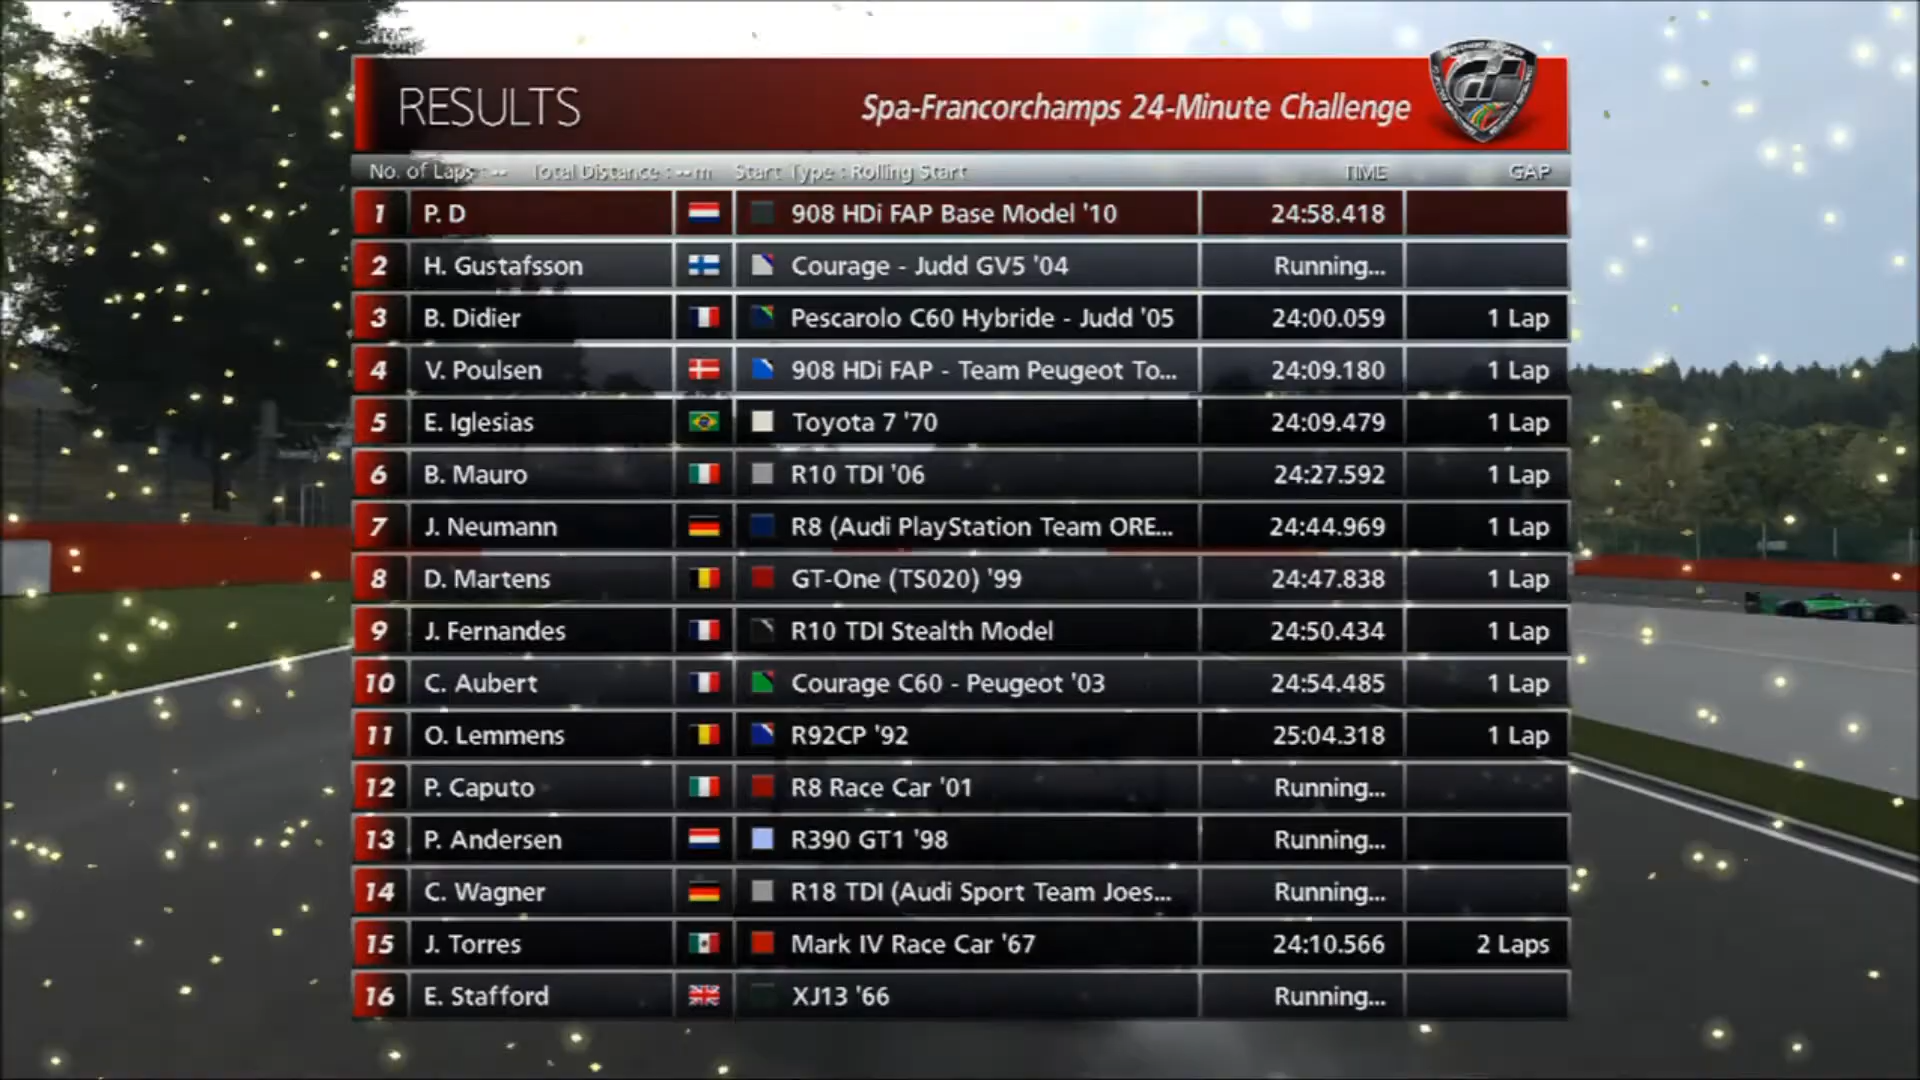 RESULTS Spa-Francorchamps 24-Minute Challenge
No. of Laps : -- Total Distance : --m Start Type : Rolling Start TIME GAP
1 P. D 908 HDi FAP Base Model '10 24:58.418
2 H. Gustafsson Courage - Judd GV5 '04 Running...
3 B. Didier Pescarolo C60 Hybride - Judd '05 24:00.059 1 Lap
4 V. Poulsen 908 HDi FAP - Team Peugeot To... 24:09.180 1 Lap
5 E. Iglesias Toyota 7 '70 24:09.479 1 Lap
6 B. Mauro R10 TDI '06 24:27.592 1 Lap
7 J. Neumann R8 (Audi PlayStation Team ORE... 24:44.969 1 Lap
8 D. Martens GT-One (TS020) '99 24:47.838 1 Lap
9 J. Fernandes R10 TDI Stealth Model 24:50.434 1 Lap
10 C. Aubert Courage C60 - Peugeot '03 24:54.485 1 Lap
11 O. Lemmens R92CP '92 25:04.318 1 Lap
12 P. Caputo R8 Race Car '01 Running...
13 P. Andersen R390 GT1 '98 Running...
14 C. Wagner R18 TDI (Audi Sport Team Joes... Running...
15 J. Torres Mark IV Race Car '67 24:10.566 2 Laps
16 E. Stafford XJ13 '66 Running...